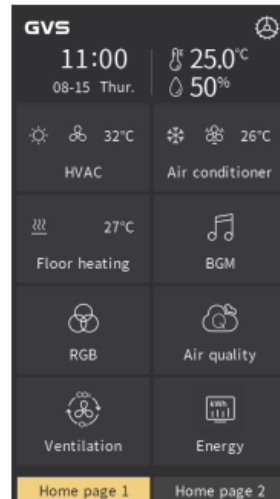 GVS
11:00
08-15 Thur.
25.0°C
50%
32°C
HVAC
26°C
Air conditioner
27°C
Floor heating
BGM
RGB
Air quality
Ventilation
kWh
Energy
Home page 1
Home page 2